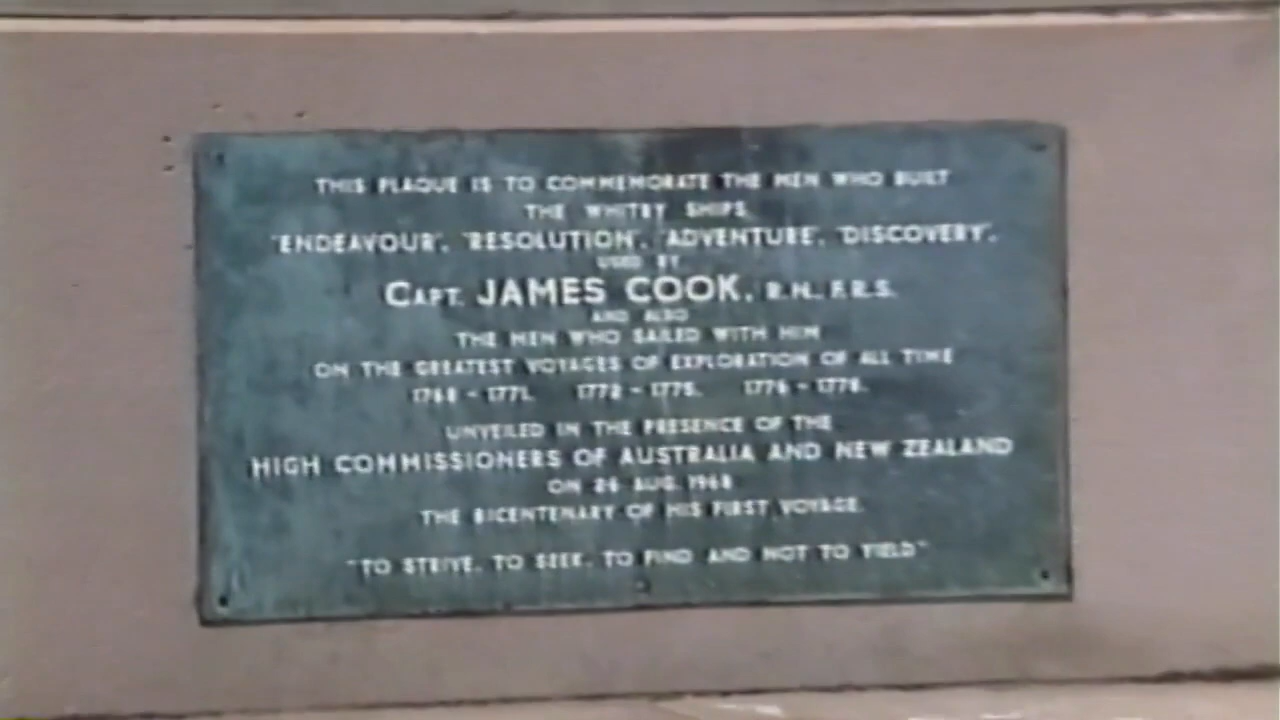 THIS PLAQUE IS TO COMMEMORATE THE MEN WHO BUILT
THE WHITBY SHIPS
'ENDEAVOUR', 'RESOLUTION', 'ADVENTURE', 'DISCOVERY',
USED BY
CAPT. JAMES COOK, R.N., F.R.S.
AND ALSO
THE MEN WHO SAILED WITH HIM
ON THE GREATEST VOYAGES OF EXPLORATION OF ALL TIME
1768 - 1771. 1772 - 1775. 1776 - 1778.
UNVEILED IN THE PRESENCE OF THE
HIGH COMMISSIONERS OF AUSTRALIA AND NEW ZEALAND
ON 26 AUG. 1968
THE BICENTENARY OF HIS FIRST VOYAGE.
"TO STRIVE, TO SEEK, TO FIND AND NOT TO YIELD"